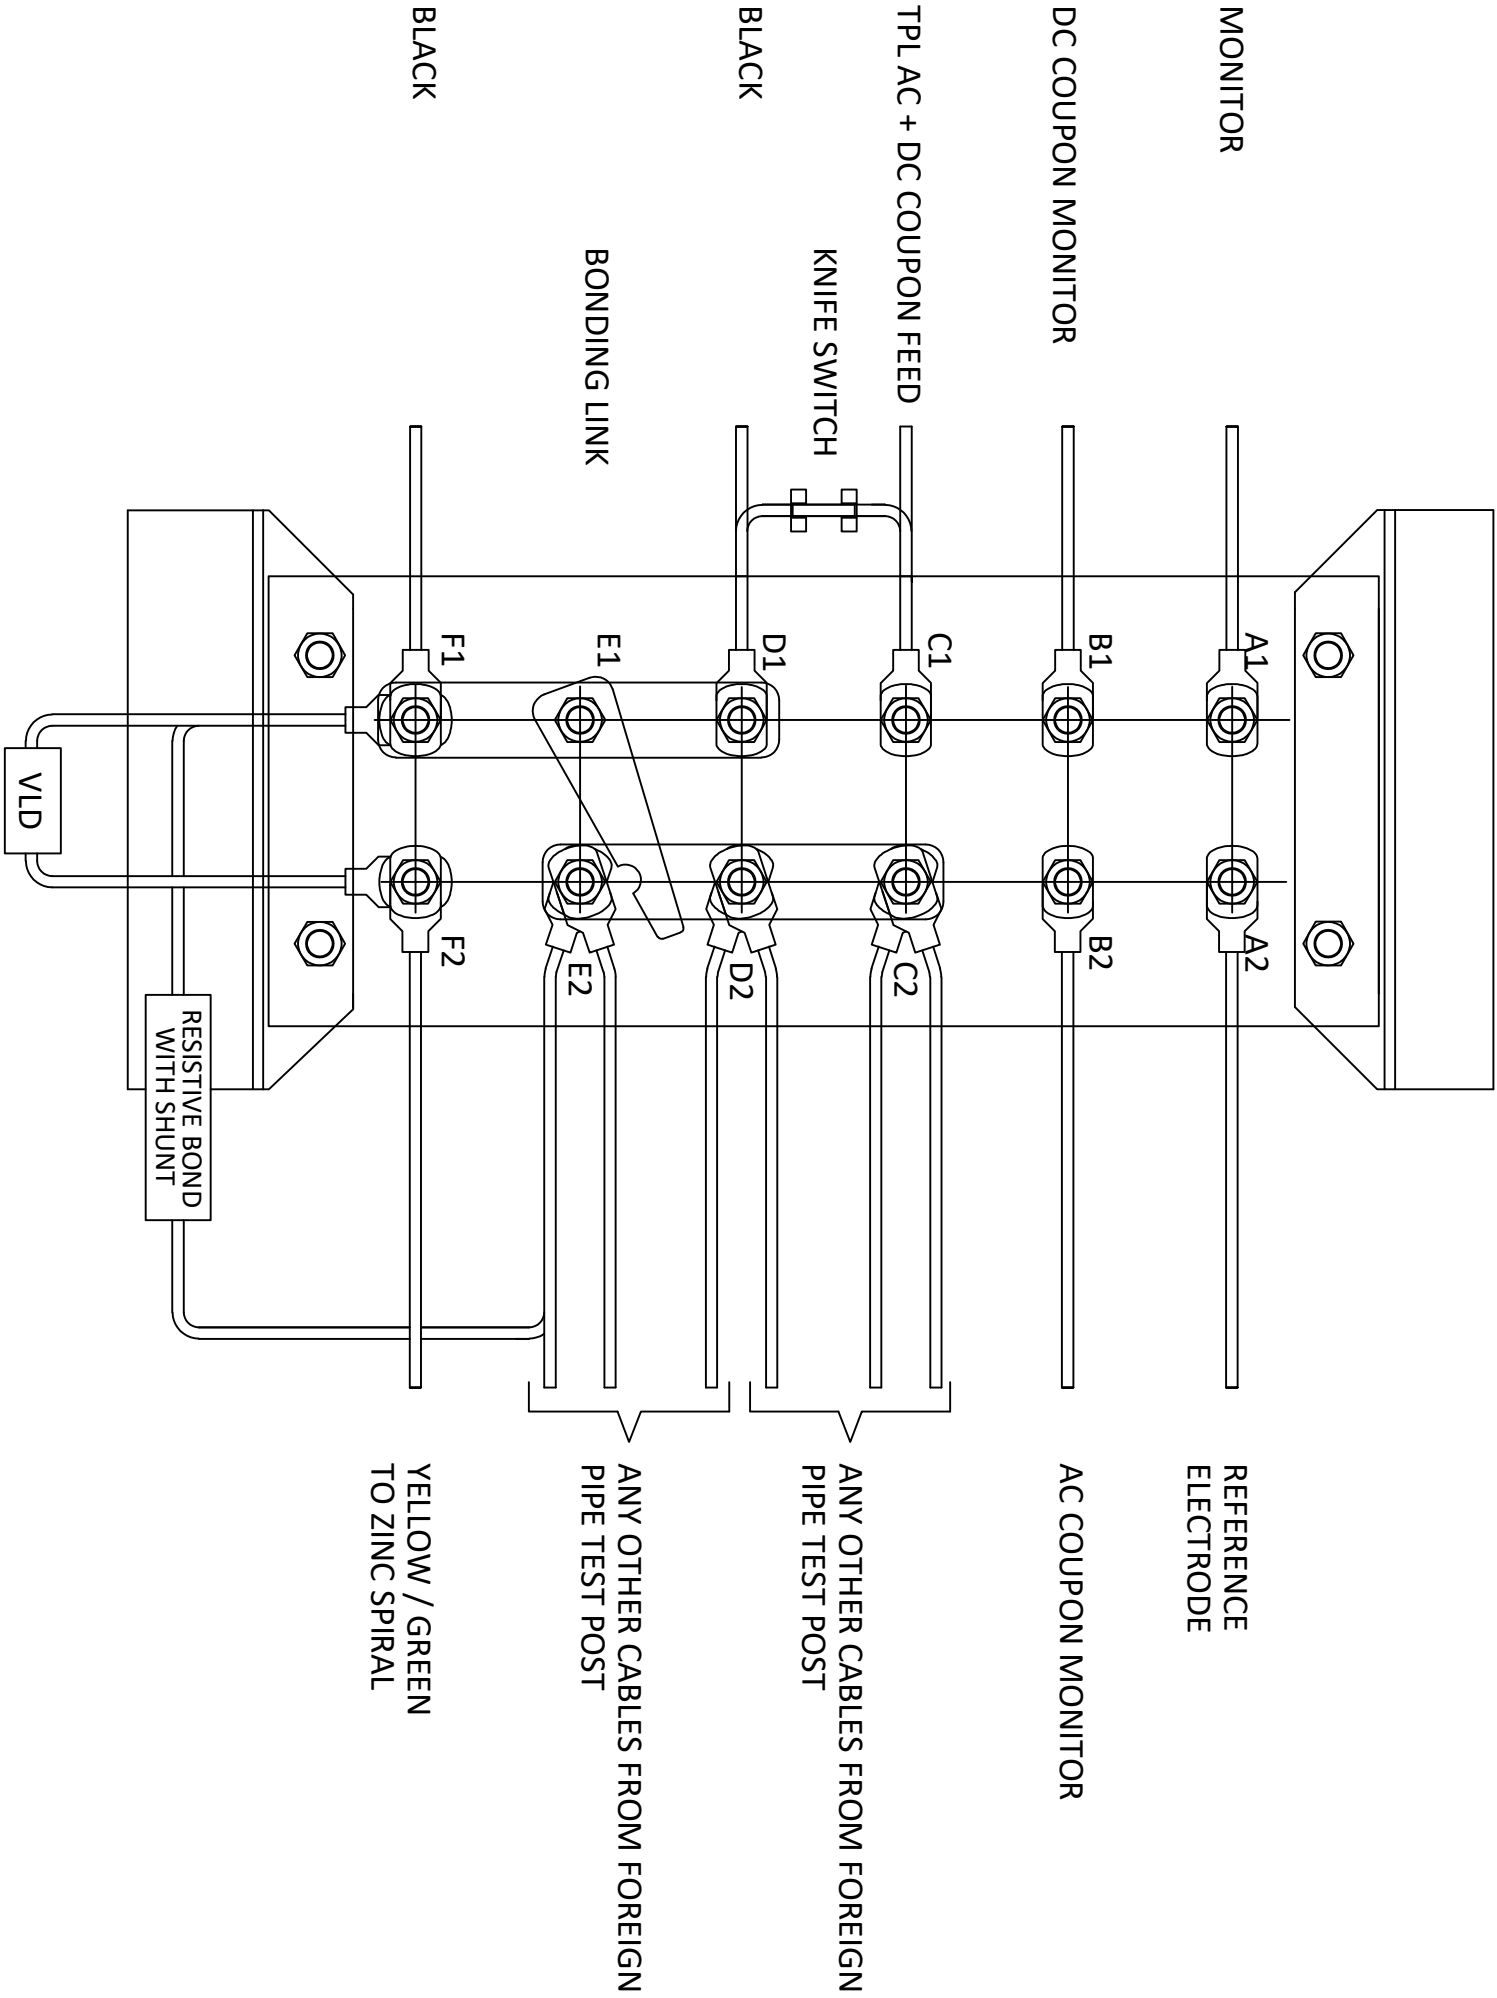 MONITOR
DC COUPON MONITOR
TPL AC + DC COUPON FEED
KNIFE SWITCH
BLACK
BONDING LINK
BLACK
A1
B1
C1
D1
E1
F1
A2
B2
C2
D2
E2
F2
REFERENCE
ELECTRODE
AC COUPON MONITOR
ANY OTHER CABLES FROM FOREIGN
PIPE TEST POST
ANY OTHER CABLES FROM FOREIGN
PIPE TEST POST
YELLOW / GREEN
TO ZINC SPIRAL
RESISTIVE BOND
WITH SHUNT
VLD